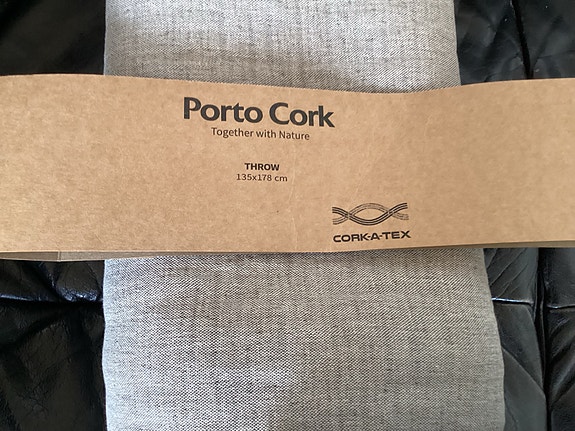 Porto Cork
Together with Nature
THROW
135x178 cm
CORK-A-TEX